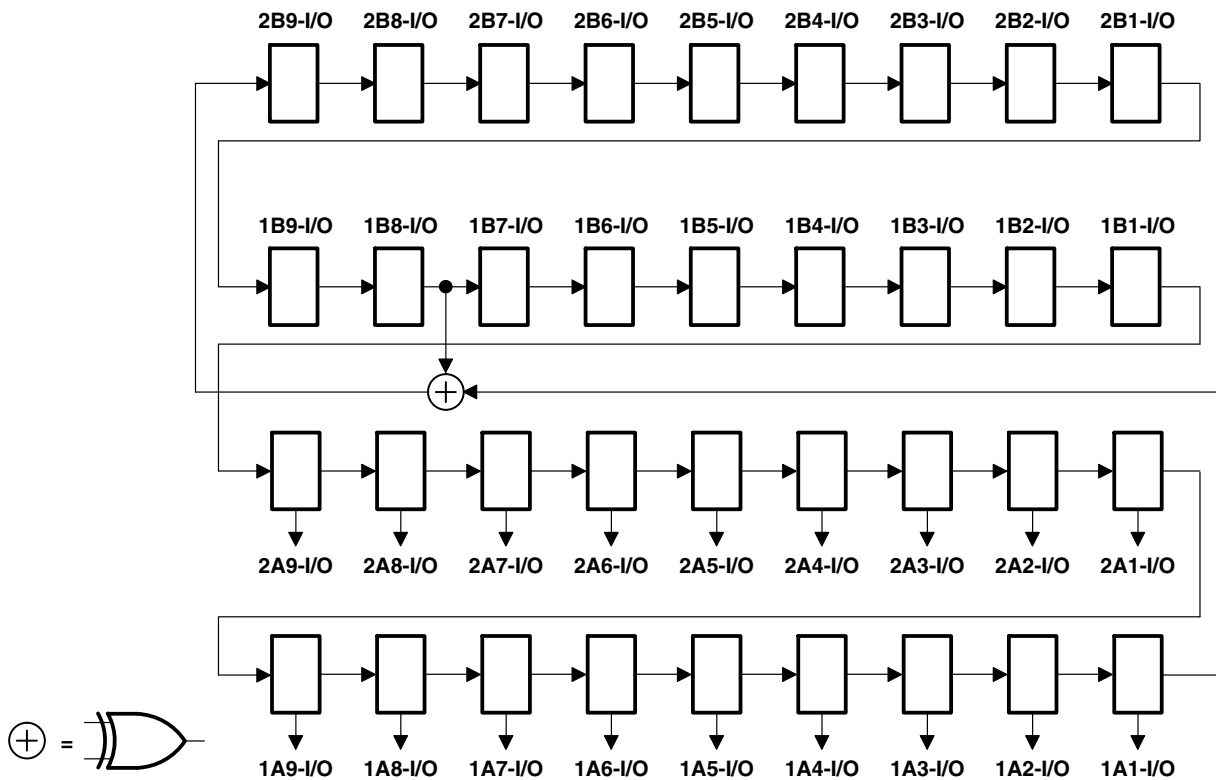 2B9-I/O 2B8-I/O 2B7-I/O 2B6-I/O 2B5-I/O 2B4-I/O 2B3-I/O 2B2-I/O 2B1-I/O
1B9-I/O 1B8-I/O 1B7-I/O 1B6-I/O 1B5-I/O 1B4-I/O 1B3-I/O 1B2-I/O 1B1-I/O
2A9-I/O 2A8-I/O 2A7-I/O 2A6-I/O 2A5-I/O 2A4-I/O 2A3-I/O 2A2-I/O 2A1-I/O
=
1A9-I/O 1A8-I/O 1A7-I/O 1A6-I/O 1A5-I/O 1A4-I/O 1A3-I/O 1A2-I/O 1A1-I/O